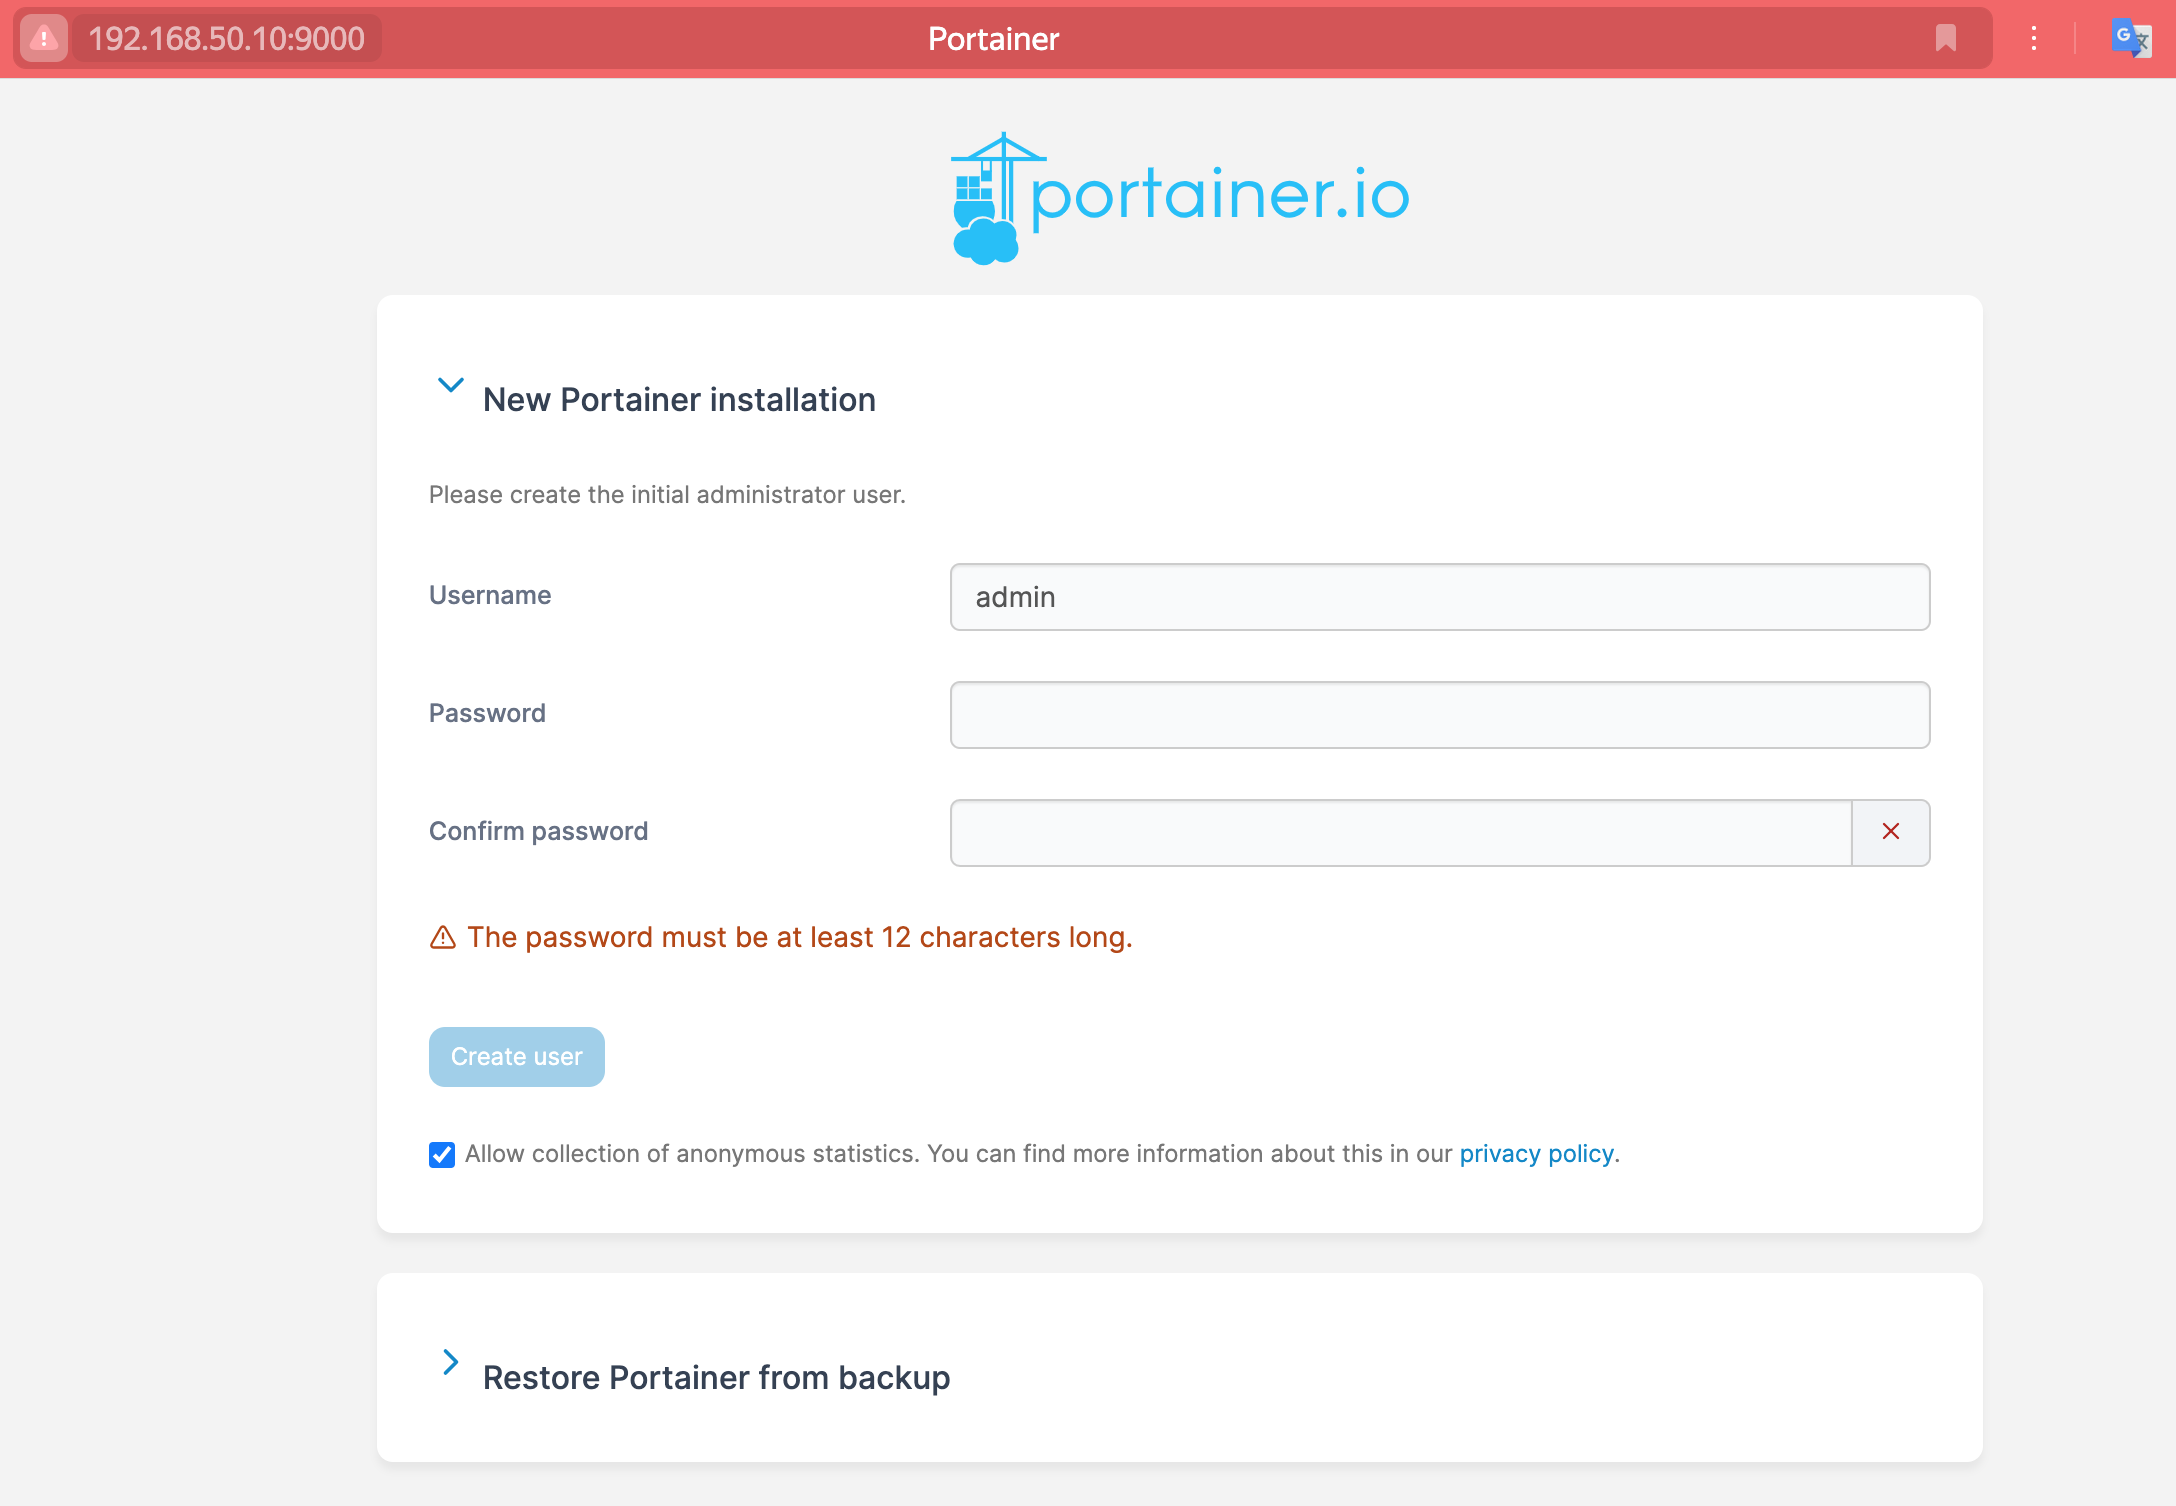 192.168.50.10:9000
Portainer
portainer.io
New Portainer installation
Please create the initial administrator user.
Username
admin
Password
Confirm password
The password must be at least 12 characters long.
Create user
Allow collection of anonymous statistics. You can find more information about this in our privacy policy.
Restore Portainer from backup